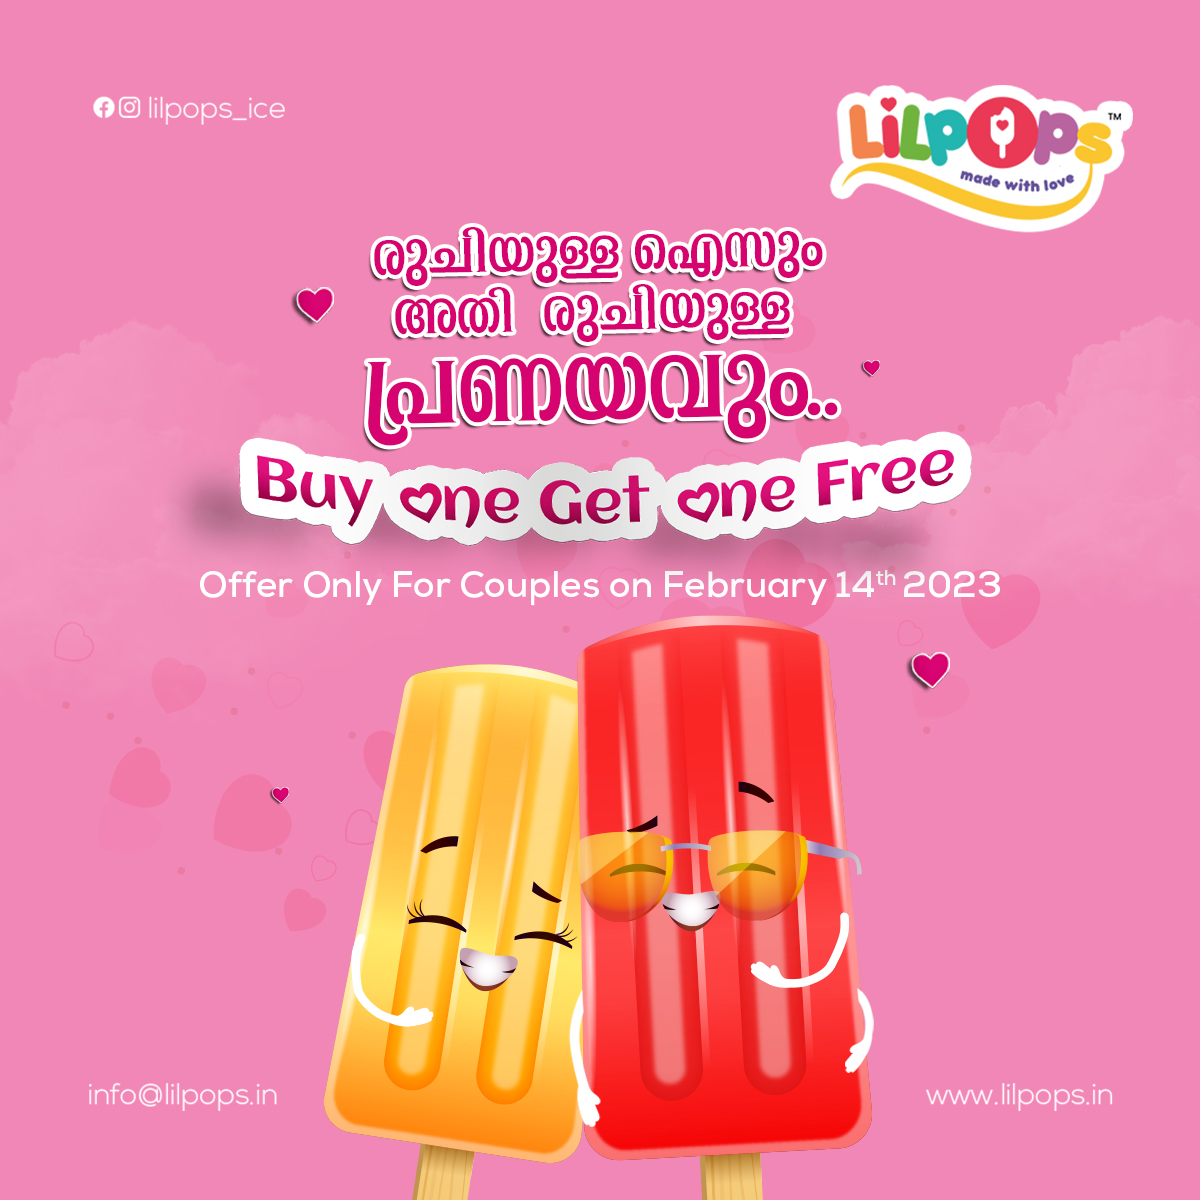 lilpops_ice
LiLpOps™
made with love
രുചിയുള്ള ഐസും
അതി രുചിയുള്ള
പ്രണയവും..
Buy One Get One Free
Offer Only For Couples on February 14th 2023
info@lilpops.in
www.lilpops.in